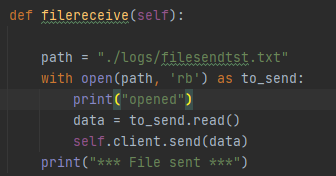 def filereceive(self):
path = "./logs/filesendtst.txt"
with open(path, 'rb') as to_send:
print("opened")
data = to_send.read()
self.client.send(data)
print("*** File sent ***")